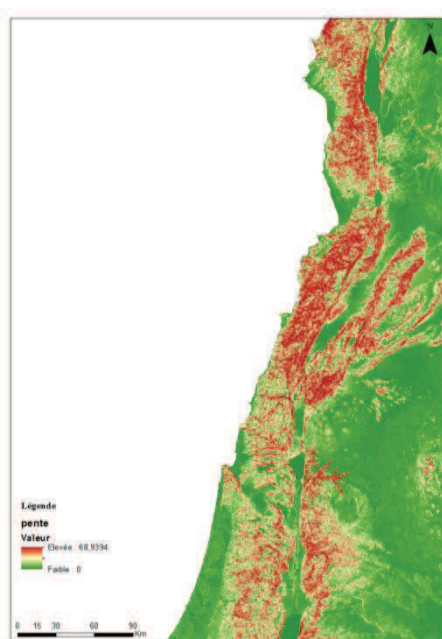 N
Légende
pente
Valeur
Elevée : 68,9394
Faible : 0
0 15 30 60 90
Km